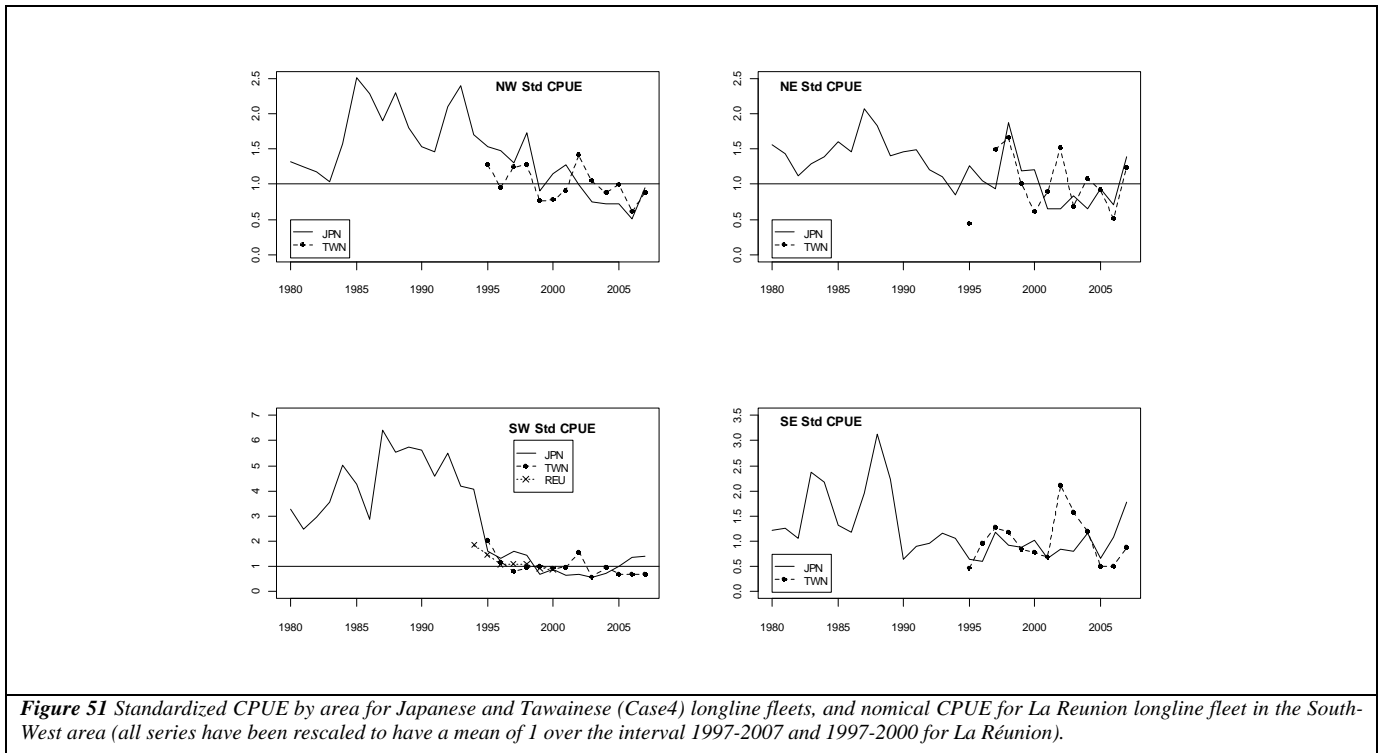 NW Std CPUE
2.5
2.0
1.5
1.0
0.5
0.0
JPN
TWN
1980 1985 1990 1995 2000 2005
NE Std CPUE
2.5
2.0
1.5
1.0
0.5
0.0
JPN
TWN
1980 1985 1990 1995 2000 2005
SW Std CPUE
7
6
5
4
3
2
1
0
JPN
TWN
REU
1980 1985 1990 1995 2000 2005
SE Std CPUE
3.5
3.0
2.5
2.0
1.5
1.0
0.5
0.0
JPN
TWN
1980 1985 1990 1995 2000 2005
Figure 51 Standardized CPUE by area for Japanese and Tawainese (Case4) longline fleets, and nomical CPUE for La Reunion longline fleet in the South-
West area (all series have been rescaled to have a mean of 1 over the interval 1997-2007 and 1997-2000 for La Réunion).